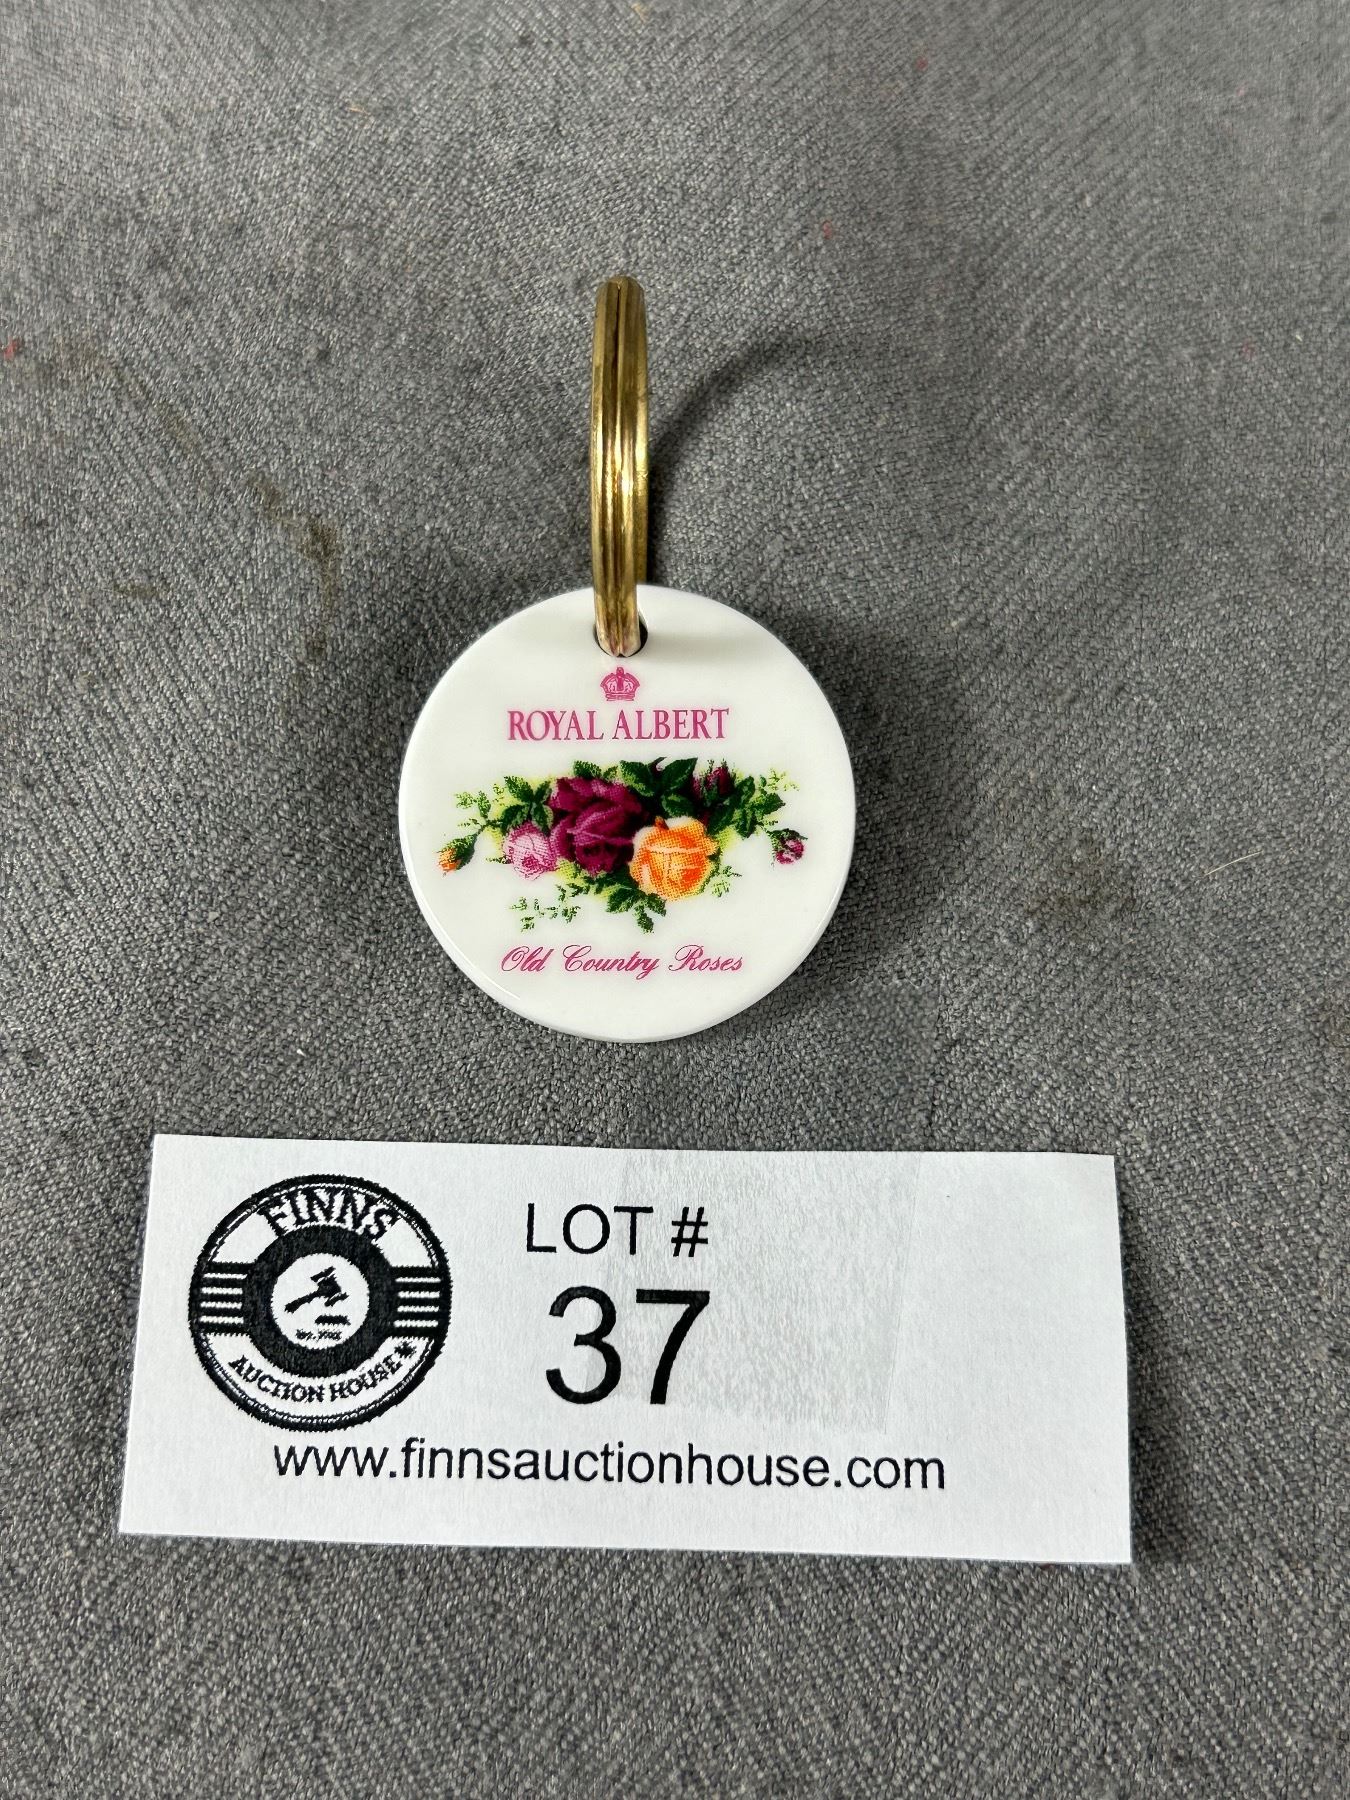 ROYAL ALBERT
Old Country Roses
FINNS
AUCTION HOUSE
LOT #
37
www.finnsauctionhouse.com